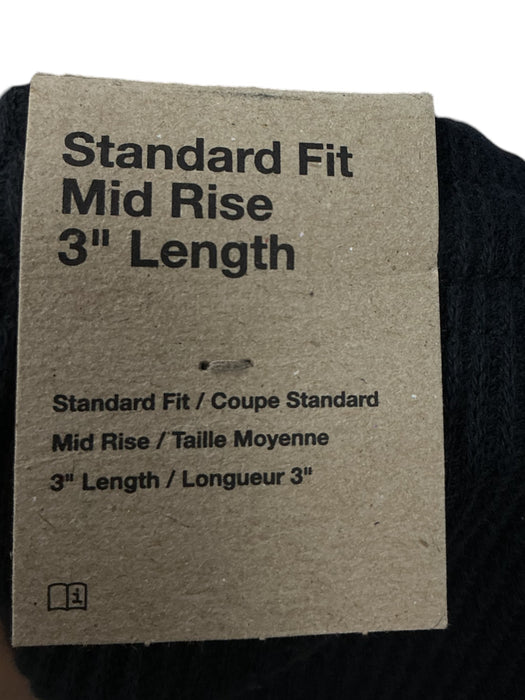 Standard Fit
Mid Rise
3" Length
Standard Fit / Coupe Standard
Mid Rise / Taille Moyenne
3" Length / Longueur 3"
i